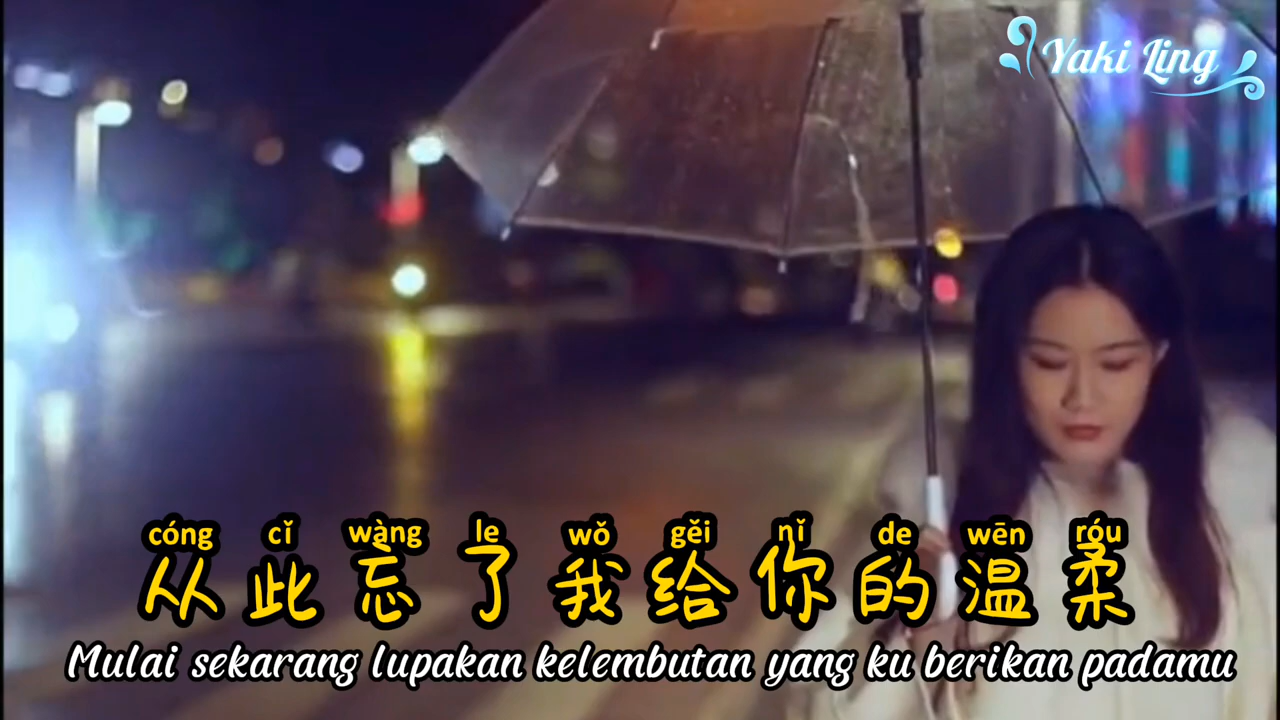 Yaki Ling
cóng cǐ wàng le wǒ gěi nǐ de wēn róu
从此忘了我给你的温柔
Mulai sekarang lupakan kelembutan yang ku berikan padamu